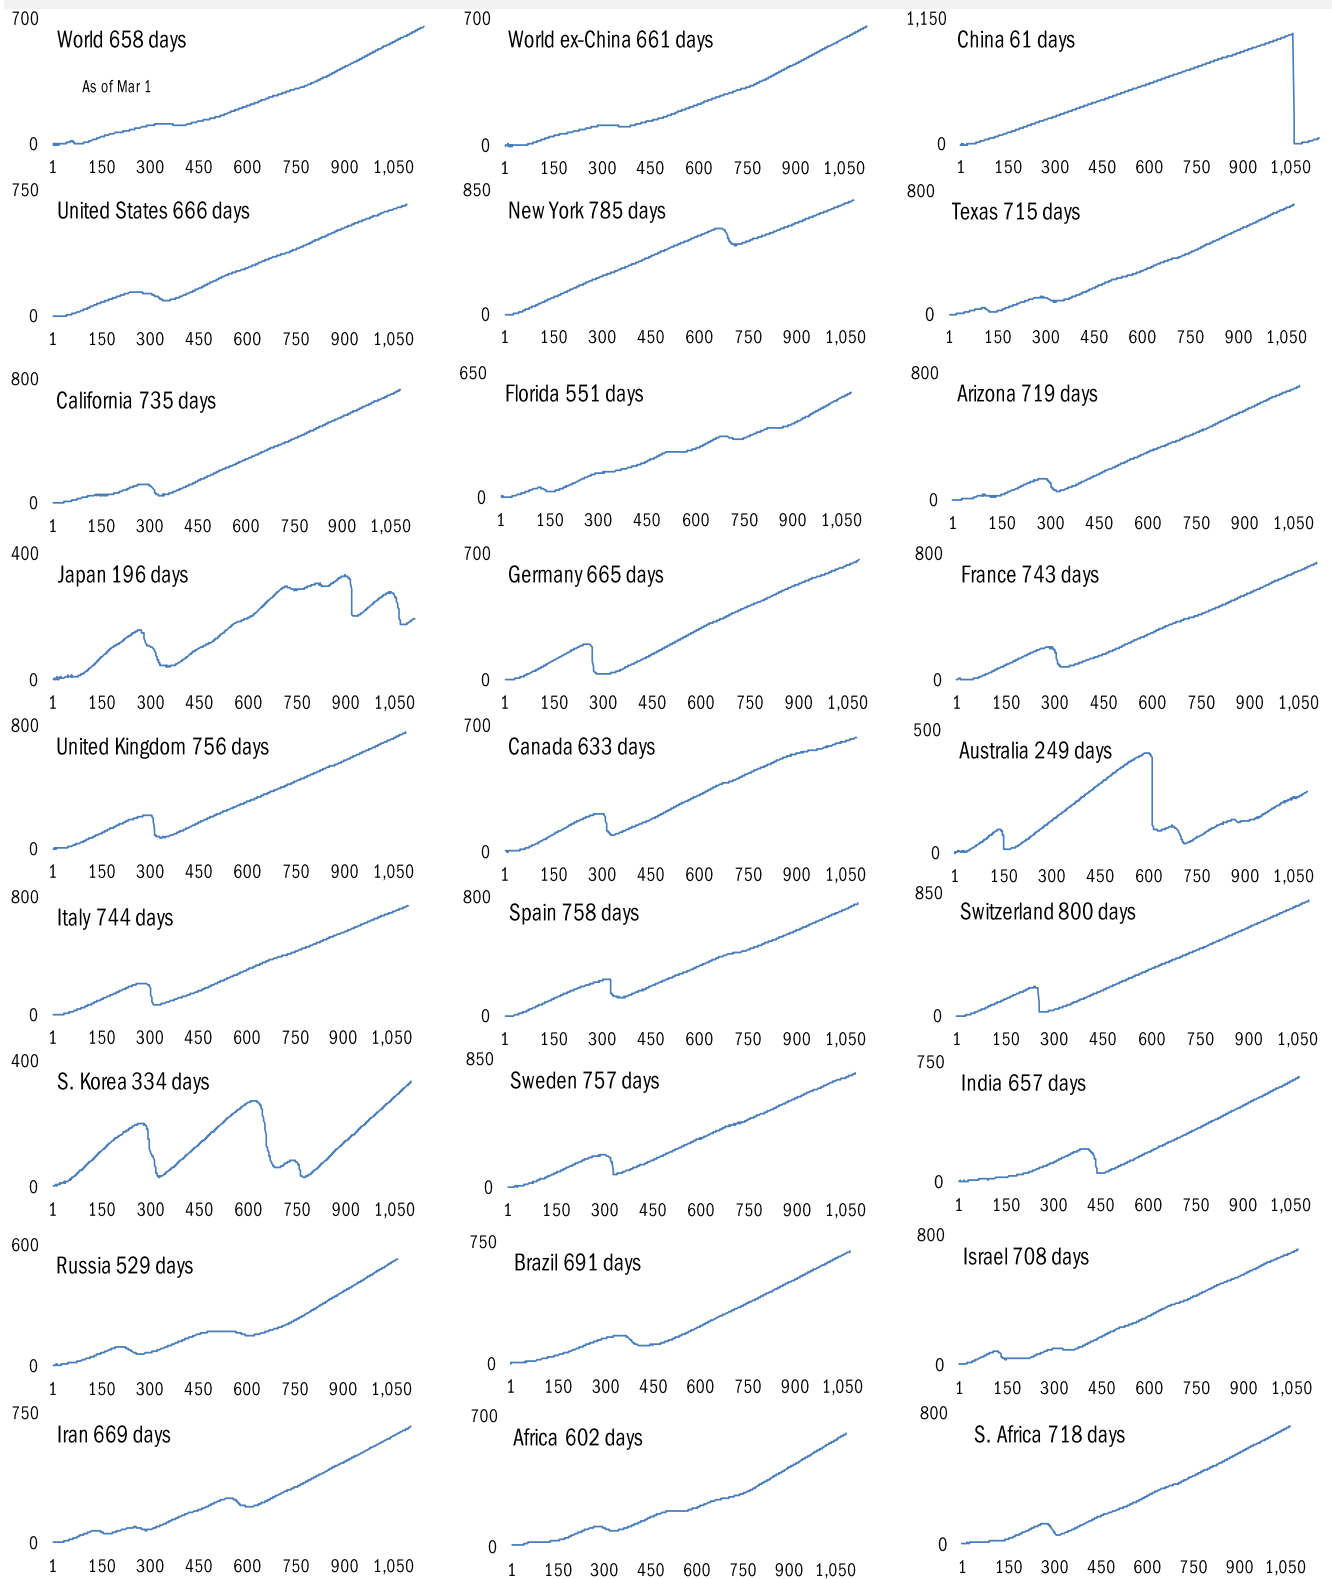 700 700 1,150
World 658 days World ex-China 661 days China 61 days
As of Mar 1
0 0 0
1 150 300 450 600 750 900 1,050 1 150 300 450 600 750 900 1,050 1 150 300 450 600 750 900 1,050
750 850 800
United States 666 days New York 785 days Texas 715 days
0 0 0
1 150 300 450 600 750 900 1,050 1 150 300 450 600 750 900 1,050 1 150 300 450 600 750 900 1,050
800 650 800
California 735 days Florida 551 days Arizona 719 days
0 0 0
1 150 300 450 600 750 900 1,050 1 150 300 450 600 750 900 1,050 1 150 300 450 600 750 900 1,050
400 700 800
Japan 196 days Germany 665 days France 743 days
0 0 0
1 150 300 450 600 750 900 1,050 1 150 300 450 600 750 900 1,050 1 150 300 450 600 750 900 1,050
800 700 500
United Kingdom 756 days Canada 633 days Australia 249 days
0 0 0
1 150 300 450 600 750 900 1,050 1 150 300 450 600 750 900 1,050 1 150 300 450 600 750 900 1,050
800 800 850
Italy 744 days Spain 758 days Switzerland 800 days
0 0 0
1 150 300 450 600 750 900 1,050 1 150 300 450 600 750 900 1,050 1 150 300 450 600 750 900 1,050
400 850 750
S. Korea 334 days Sweden 757 days India 657 days
0 0 0
1 150 300 450 600 750 900 1,050 1 150 300 450 600 750 900 1,050 1 150 300 450 600 750 900 1,050
600 750 800
Russia 529 days Brazil 691 days Israel 708 days
0 0 0
1 150 300 450 600 750 900 1,050 1 150 300 450 600 750 900 1,050 1 150 300 450 600 750 900 1,050
750 700 800
Iran 669 days Africa 602 days S. Africa 718 days
0 0 0
1 150 300 450 600 750 900 1,050 1 150 300 450 600 750 900 1,050 1 150 300 450 600 750 900 1,050